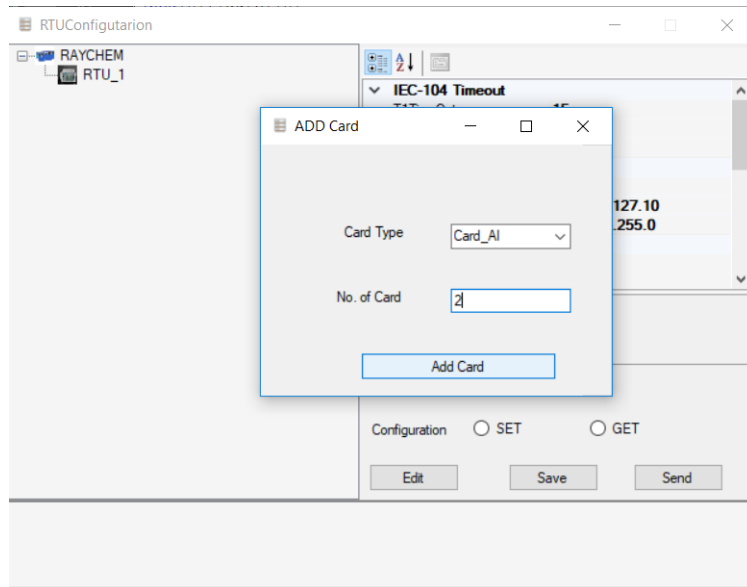 RTUConfigutarion
RAYCHEM
RTU_1
IEC-104 Timeout
15
127.10
.255.0
ADD Card
Card Type
Card_AI
No. of Card
2
Add Card
Configuration
SET
GET
Edit
Save
Send